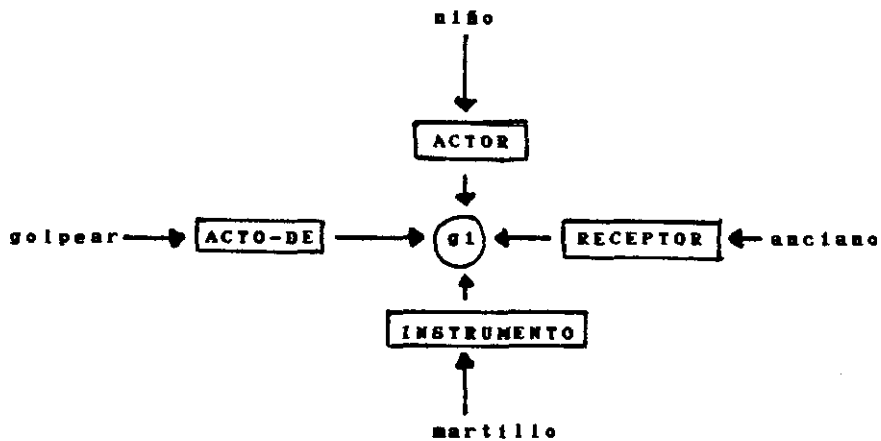 niño
ACTOR
golpear ACTO-DE g1 RECEPTOR anciano
INSTRUMENTO
martillo